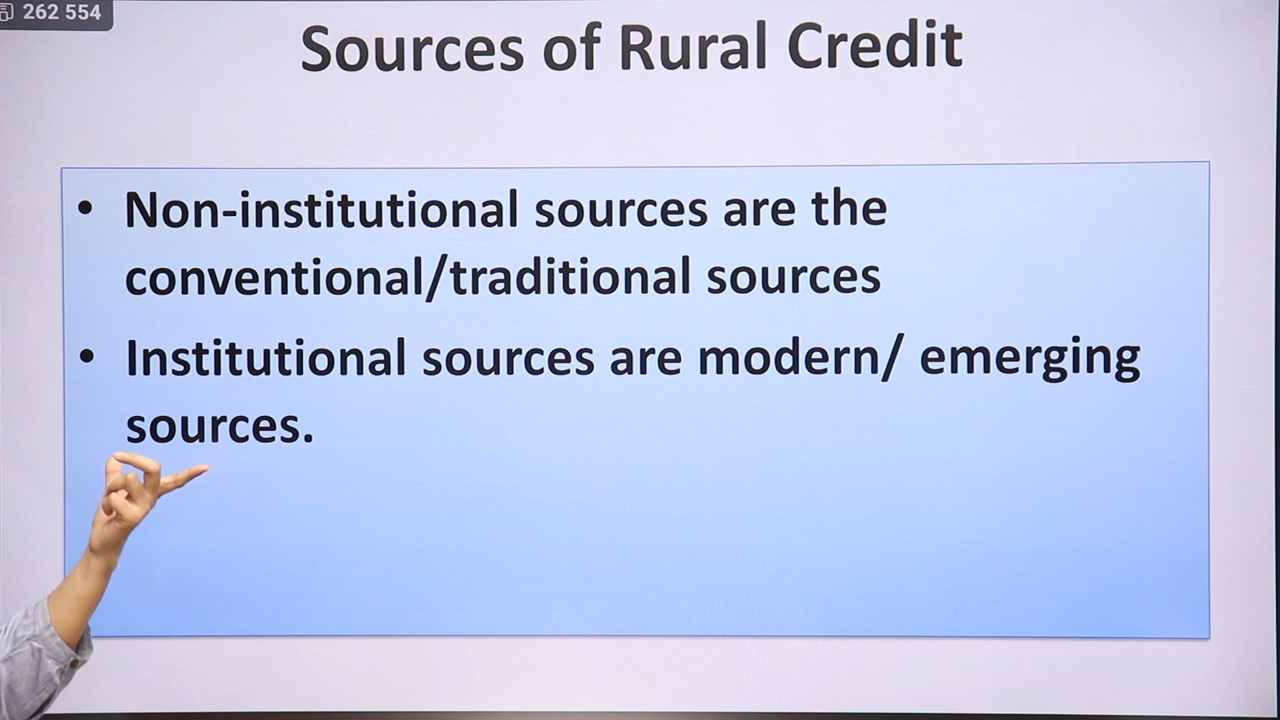 262 554
Sources of Rural Credit
• Non-institutional sources are the
conventional/traditional sources
• Institutional sources are modern/ emerging
sources.